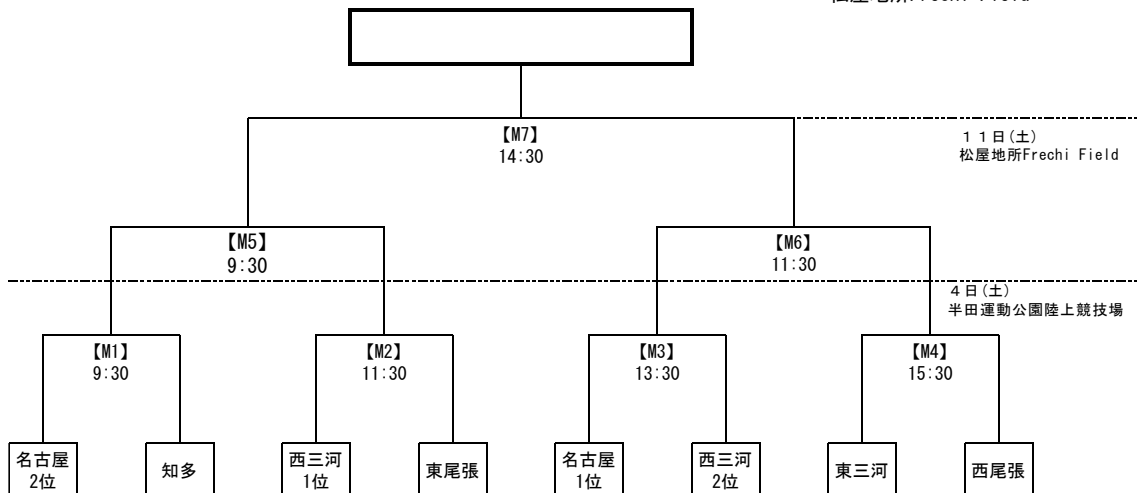 【M7】
14:30
１１日(土)
松屋地所Frechi Field
【M5】
9:30
【M6】
11:30
４日(土)
半田運動公園陸上競技場
【M1】
9:30
【M2】
11:30
【M3】
13:30
【M4】
15:30
名古屋
2位
知多
西三河
1位
東尾張
名古屋
1位
西三河
2位
東三河
西尾張